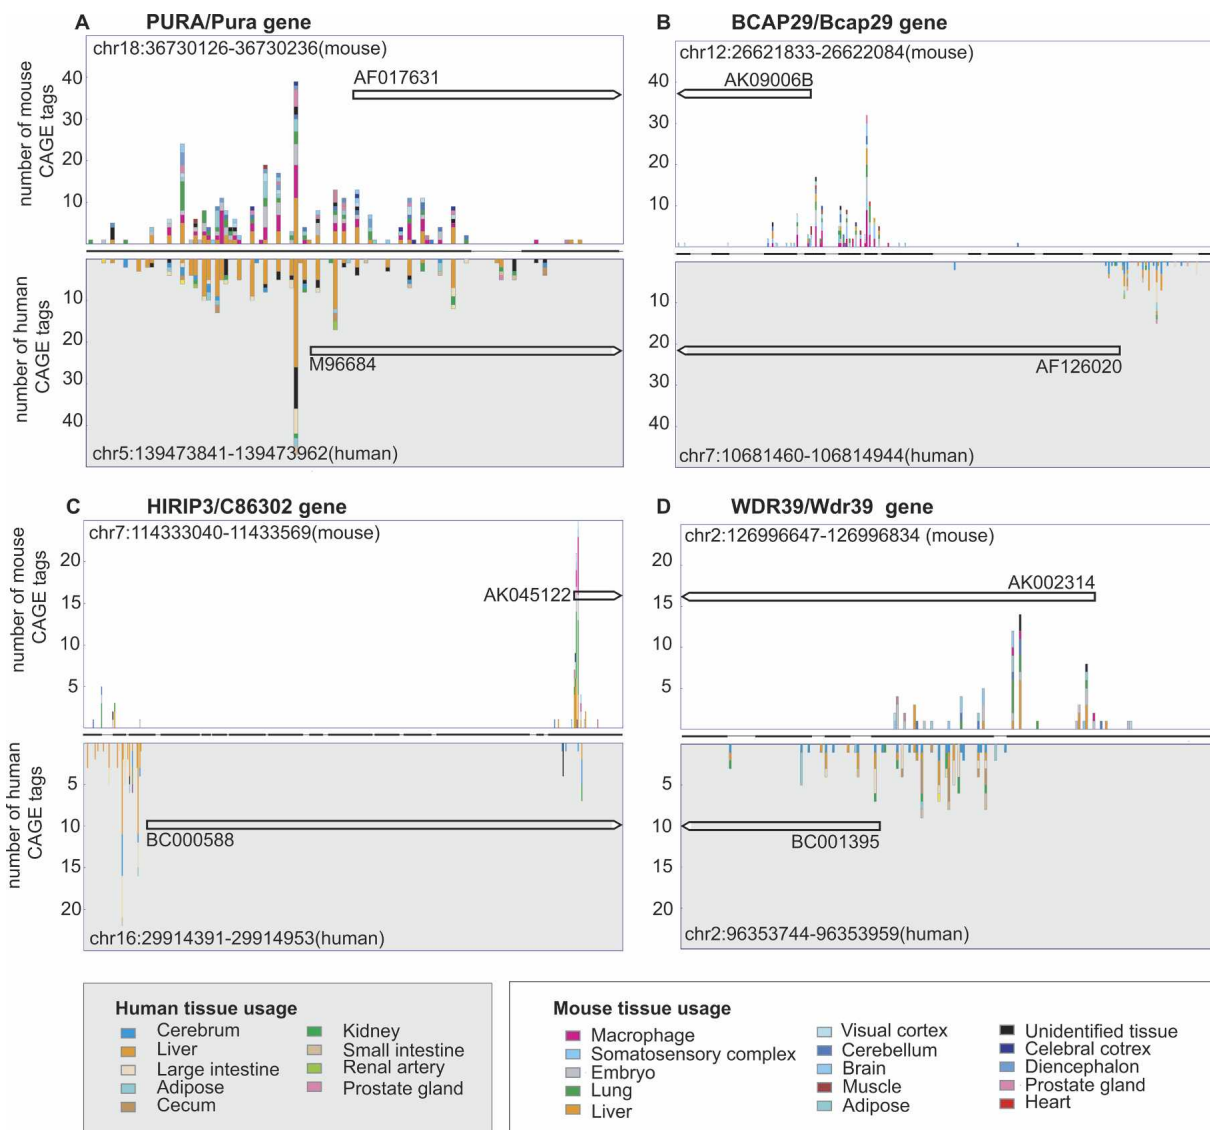 A PURA/Pura gene
chr18:36730126-36730236(mouse)
AF017631
number of mouse
CAGE tags
40
30
20
10
10
20
30
40
number of human
CAGE tags
M96684
chr5:139473841-139473962(human)
B BCAP29/Bcap29 gene
chr12:26621833-26622084(mouse)
AK09006B
40
30
20
10
10
20
30
40
AF126020
chr7:10681460-106814944(human)
C HIRIP3/C86302 gene
chr7:114333040-11433569(mouse)
AK045122
number of mouse
CAGE tags
20
15
10
5
5
10
15
20
number of human
CAGE tags
BC000588
chr16:29914391-29914953(human)
D WDR39/Wdr39 gene
chr2:126996647-126996834 (mouse)
AK002314
20
15
10
5
5
10
15
20
BC001395
chr2:96353744-96353959(human)
Human tissue usage
Cerebrum
Liver
Large intestine
Adipose
Cecum
Kidney
Small intestine
Renal artery
Prostate gland
Mouse tissue usage
Macrophage
Somatosensory complex
Embryo
Lung
Liver
Visual cortex
Cerebellum
Brain
Muscle
Adipose
Unidentified tissue
Celebral cotrex
Diencephalon
Prostate gland
Heart